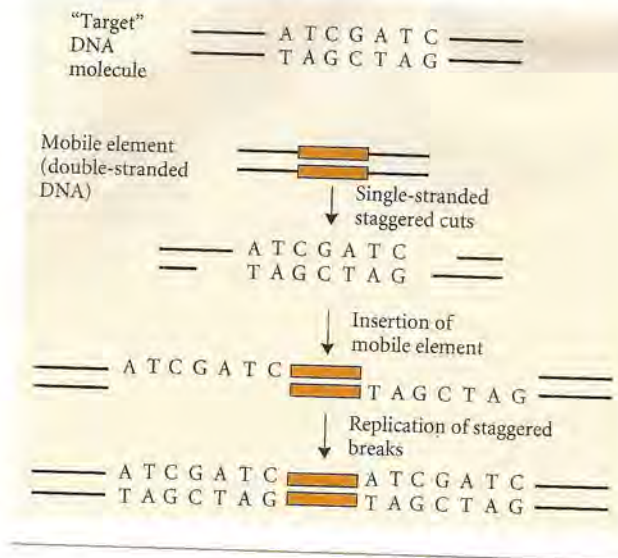 “Target”
DNA
molecule
A T C G A T C
T A G C T A G
Mobile element
(double-stranded
DNA)
Single-stranded
staggered cuts
A T C G A T C
T A G C T A G
Insertion of
mobile element
A T C G A T C
T A G C T A G
Replication of staggered
breaks
A T C G A T C A T C G A T C
T A G C T A G T A G C T A G